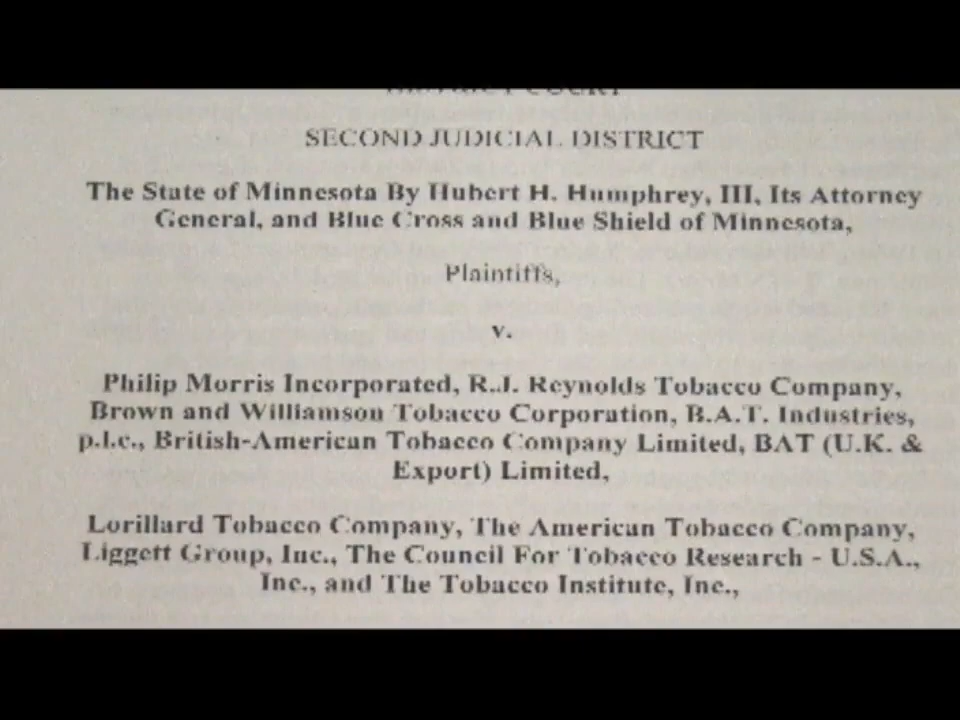 DISTRICT COURT
SECOND JUDICIAL DISTRICT
The State of Minnesota By Hubert H. Humphrey, III, Its Attorney
General, and Blue Cross and Blue Shield of Minnesota,
Plaintiffs,
v.
Philip Morris Incorporated, R.J. Reynolds Tobacco Company,
Brown and Williamson Tobacco Corporation, B.A.T. Industries,
p.l.c., British-American Tobacco Company Limited, BAT (U.K. &
Export) Limited,
Lorillard Tobacco Company, The American Tobacco Company,
Liggett Group, Inc., The Council For Tobacco Research - U.S.A.,
Inc., and The Tobacco Institute, Inc.,